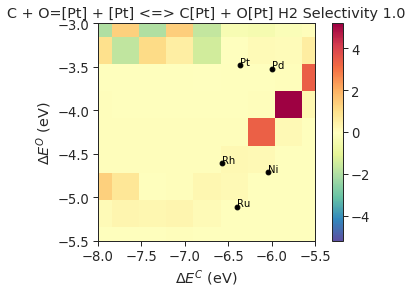 C + O=[Pt] + [Pt] <=> C[Pt] + O[Pt] H2 Selectivity 1.0
−3.0
−3.5
−4.0
−4.5
−5.0
−5.5
ΔE^O (eV)
Pt
Pd
Rh
Ni
Ru
−8.0 −7.5 −7.0 −6.5 −6.0 −5.5
ΔE^C (eV)
4
2
0
−2
−4